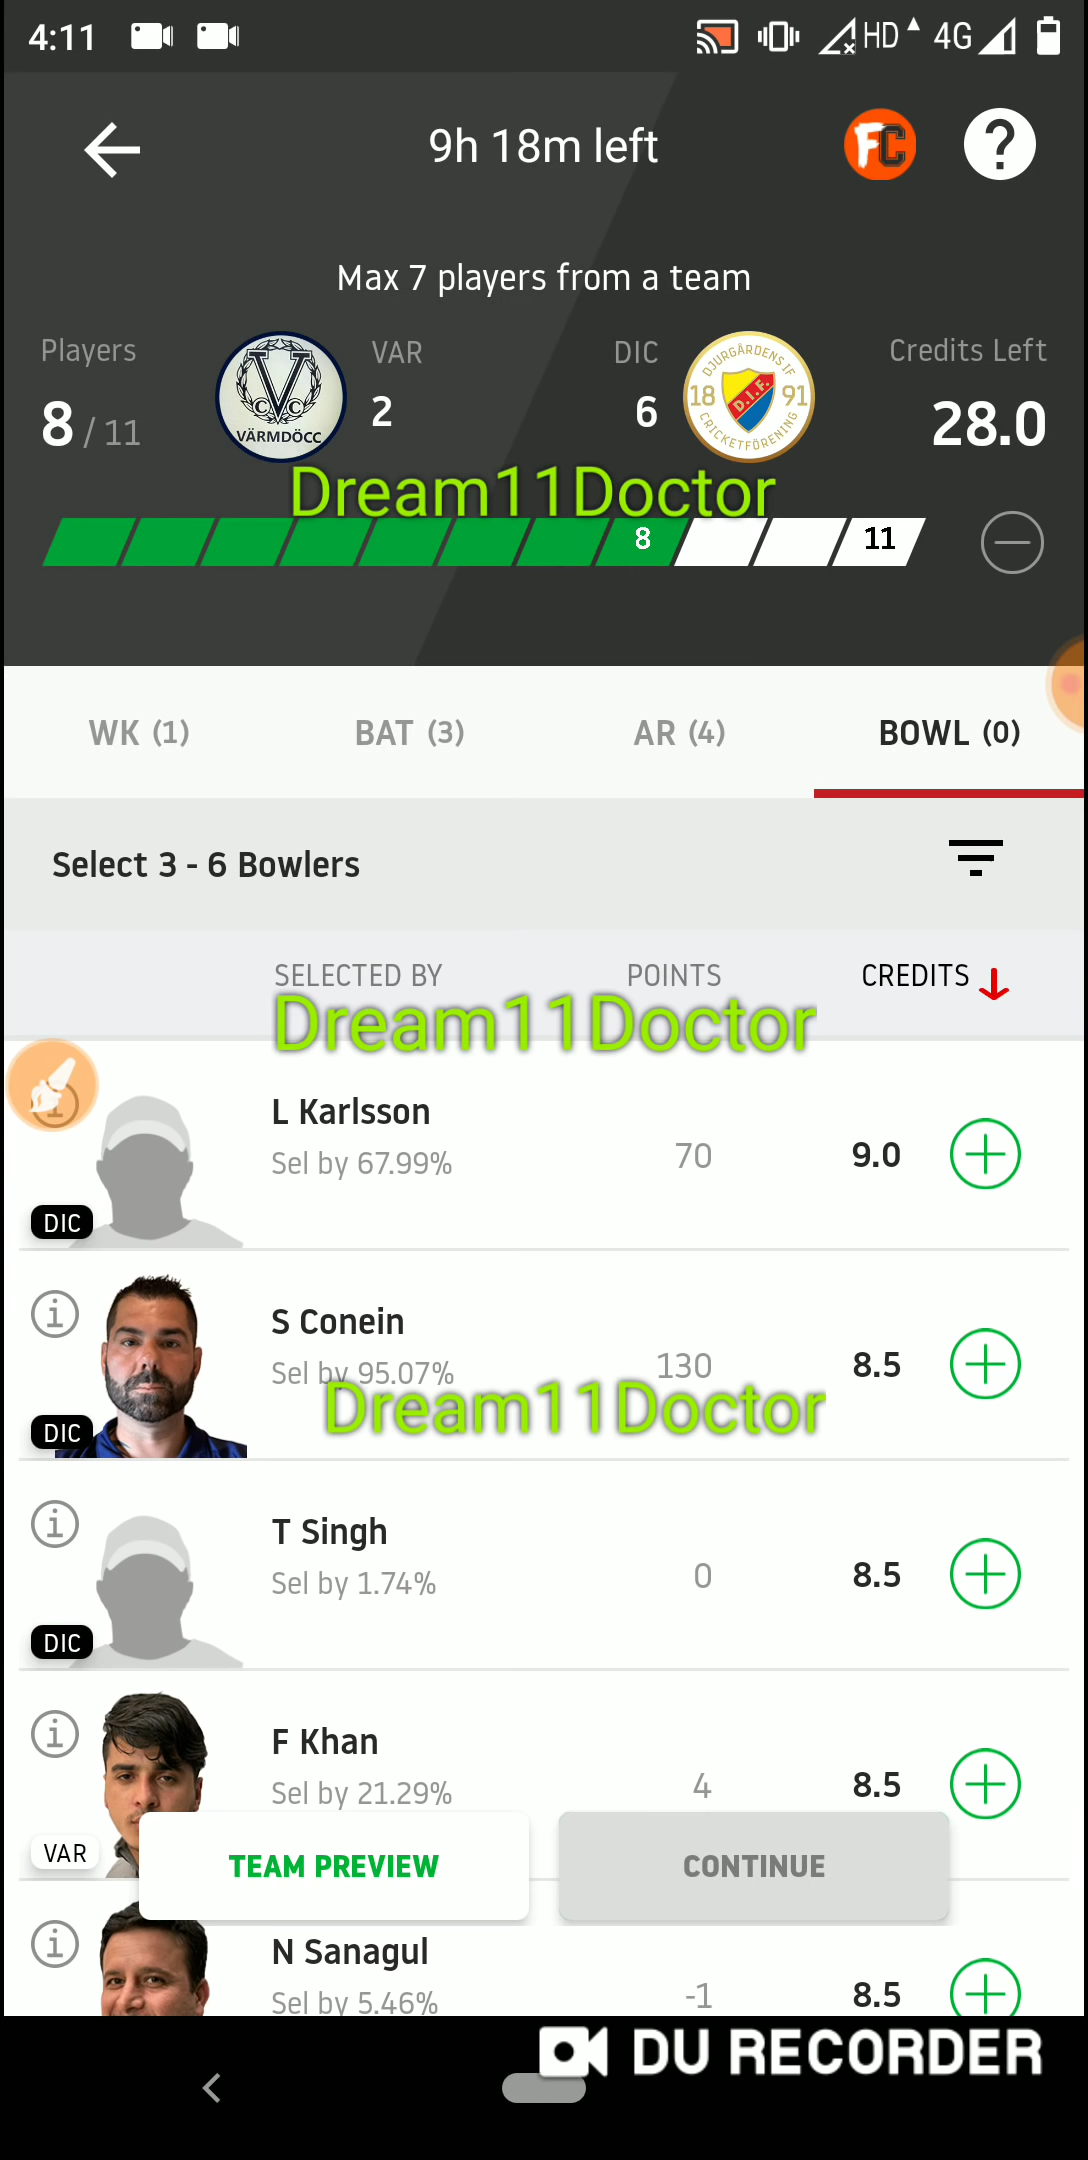 4:11 HD 4G
9h 18m left FC ?
Max 7 players from a team
Players VAR DIC Credits Left
8 / 11 2 6 28.0
VCC
VÄRMDÖCC
DJURGÅRDENS IF
18 D.I.F. 91
CRICKETFÖRENING
Dream11Doctor
8 11
WK (1) BAT (3) AR (4) BOWL (0)
Select 3 - 6 Bowlers
SELECTED BY POINTS CREDITS
Dream11Doctor
L Karlsson
Sel by 67.99% 70 9.0
DIC
S Conein
Sel by 95.07% 130 8.5
Dream11Doctor
DIC
T Singh
Sel by 1.74% 0 8.5
DIC
F Khan
Sel by 21.29% 4 8.5
VAR
TEAM PREVIEW CONTINUE
N Sanagul
Sel by 5.46% -1 8.5
DU RECORDER